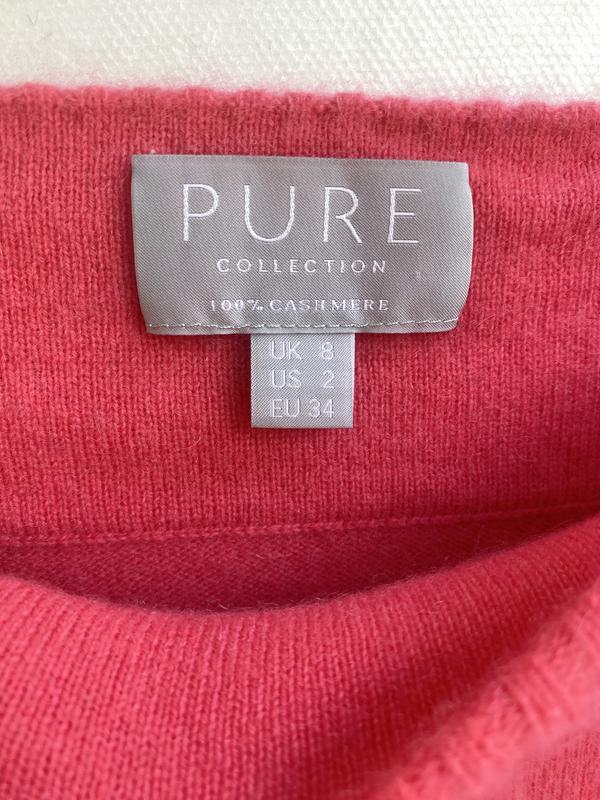 PURE
COLLECTION
100% CASHMERE
UK 8
US 2
EU 34